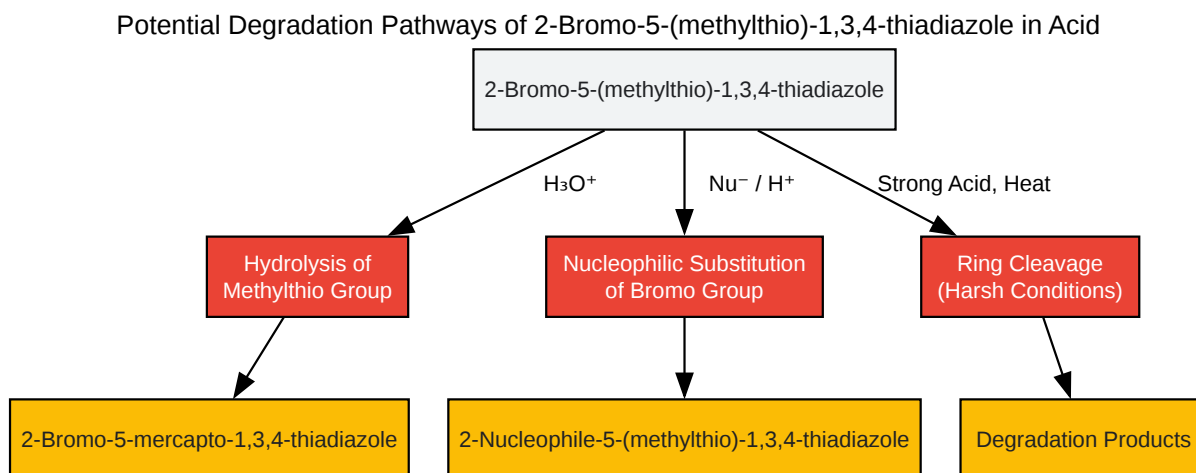 Potential Degradation Pathways of 2-Bromo-5-(methylthio)-1,3,4-thiadiazole in Acid
2-Bromo-5-(methylthio)-1,3,4-thiadiazole
H₃O⁺
Nu⁻ / H⁺
Strong Acid, Heat
Hydrolysis of
Methylthio Group
Nucleophilic Substitution
of Bromo Group
Ring Cleavage
(Harsh Conditions)
2-Bromo-5-mercapto-1,3,4-thiadiazole
2-Nucleophile-5-(methylthio)-1,3,4-thiadiazole
Degradation Products